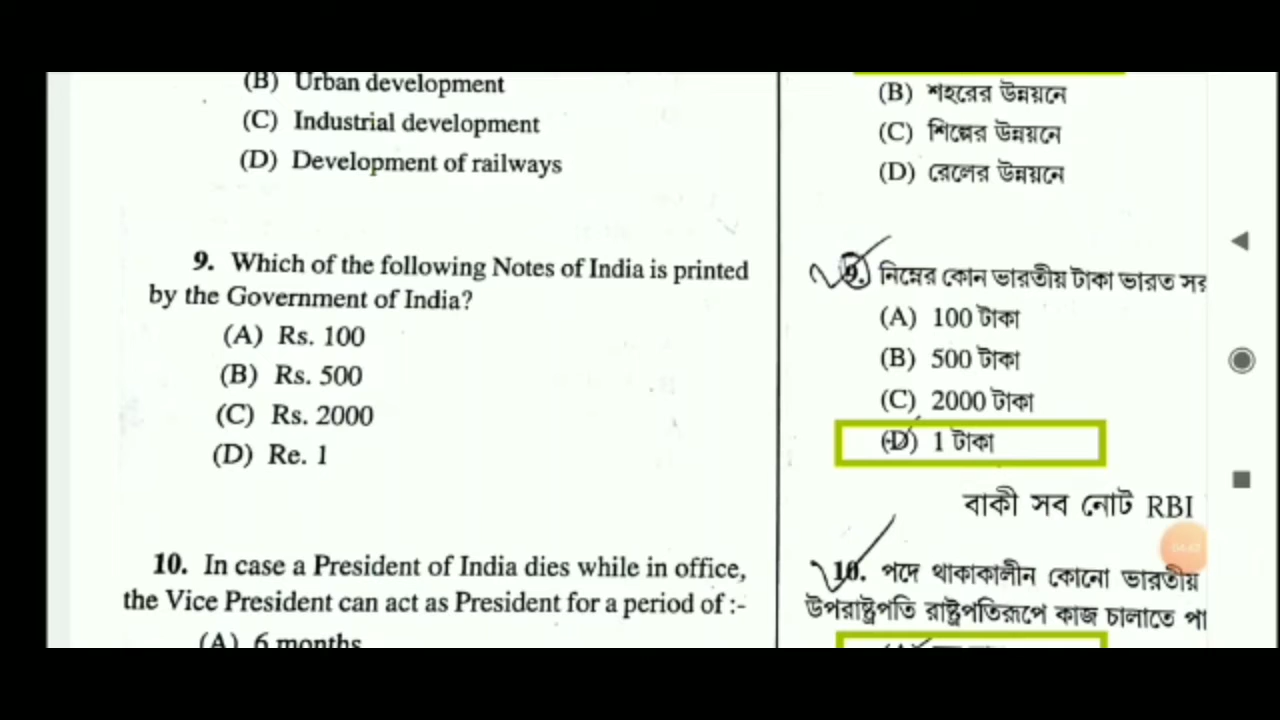 (B) Urban development
(C) Industrial development
(D) Development of railways
9. Which of the following Notes of India is printed
by the Government of India?
(A) Rs. 100
(B) Rs. 500
(C) Rs. 2000
(D) Re. 1
10. In case a President of India dies while in office,
the Vice President can act as President for a period of :-
(A) 6 months
(B) শহরের উন্নয়নে
(C) শিল্পের উন্নয়নে
(D) রেলের উন্নয়নে
9. নিম্নের কোন ভারতীয় টাকা ভারত সর
(A) 100 টাকা
(B) 500 টাকা
(C) 2000 টাকা
(D) 1 টাকা
বাকী সব নোট RBI
10. পদে থাকাকালীন কোনো ভারতীয়
উপরাষ্ট্রপতি রাষ্ট্রপতিরূপে কাজ চালাতে পা